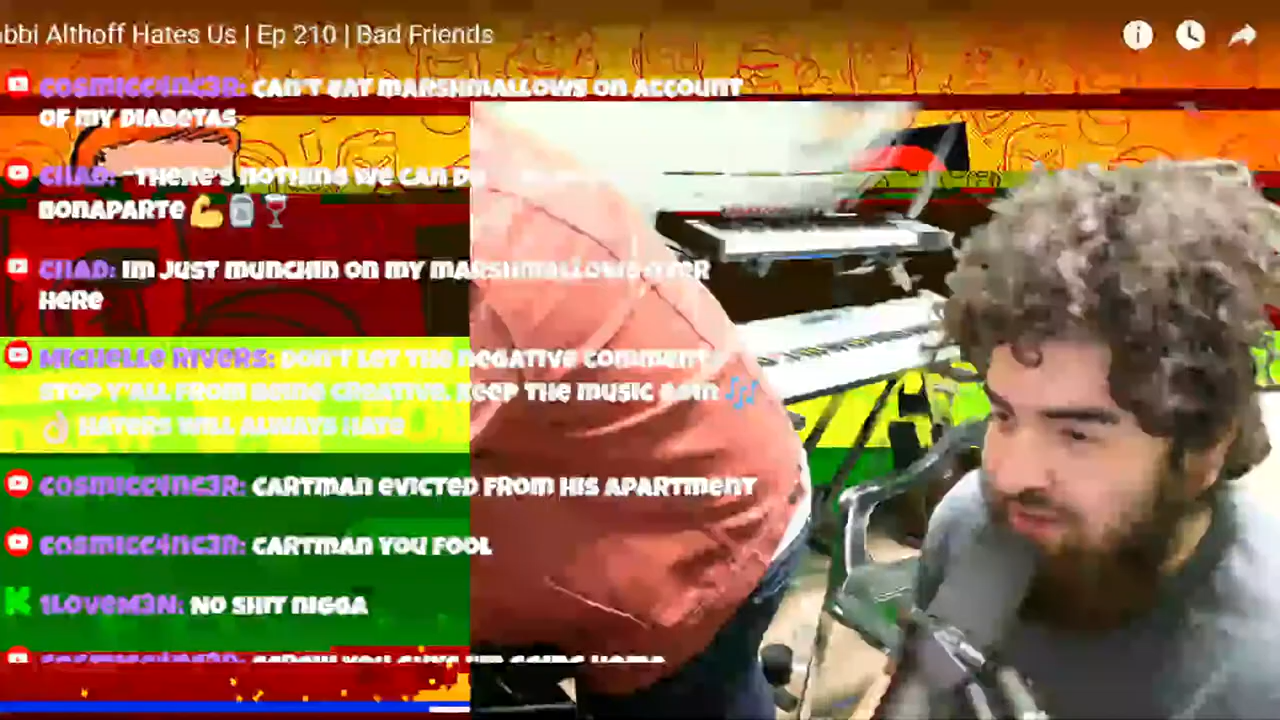 bbi Althoff Hates Us | Ep 210 | Bad Friends
COSMICC4NC3R: CAN'T EAT MARSHMALLOWS ON ACCOUNT
OF MY DIABETAS
CHAD: "THERE'S NOTHING WE CAN DO
BONAPARTE 💪🗿🍷
CHAD: IM JUST MUNCHIN ON MY MARSHMALLOWS OVER
HERE
MICHELLE RIVERS: DON'T LET THE NEGATIVE COMMENT
STOP Y'ALL FROM BEING CREATIVE. KEEP THE MUSIC GOIN 🎶
👌 HATERS WILL ALWAYS HATE
COSMICC4NC3R: CARTMAN EVICTED FROM HIS APARTMENT
COSMICC4NC3R: CARTMAN YOU FOOL
1LOVEM3N: NO SHIT NIGGA
COSMICC4NC3R: